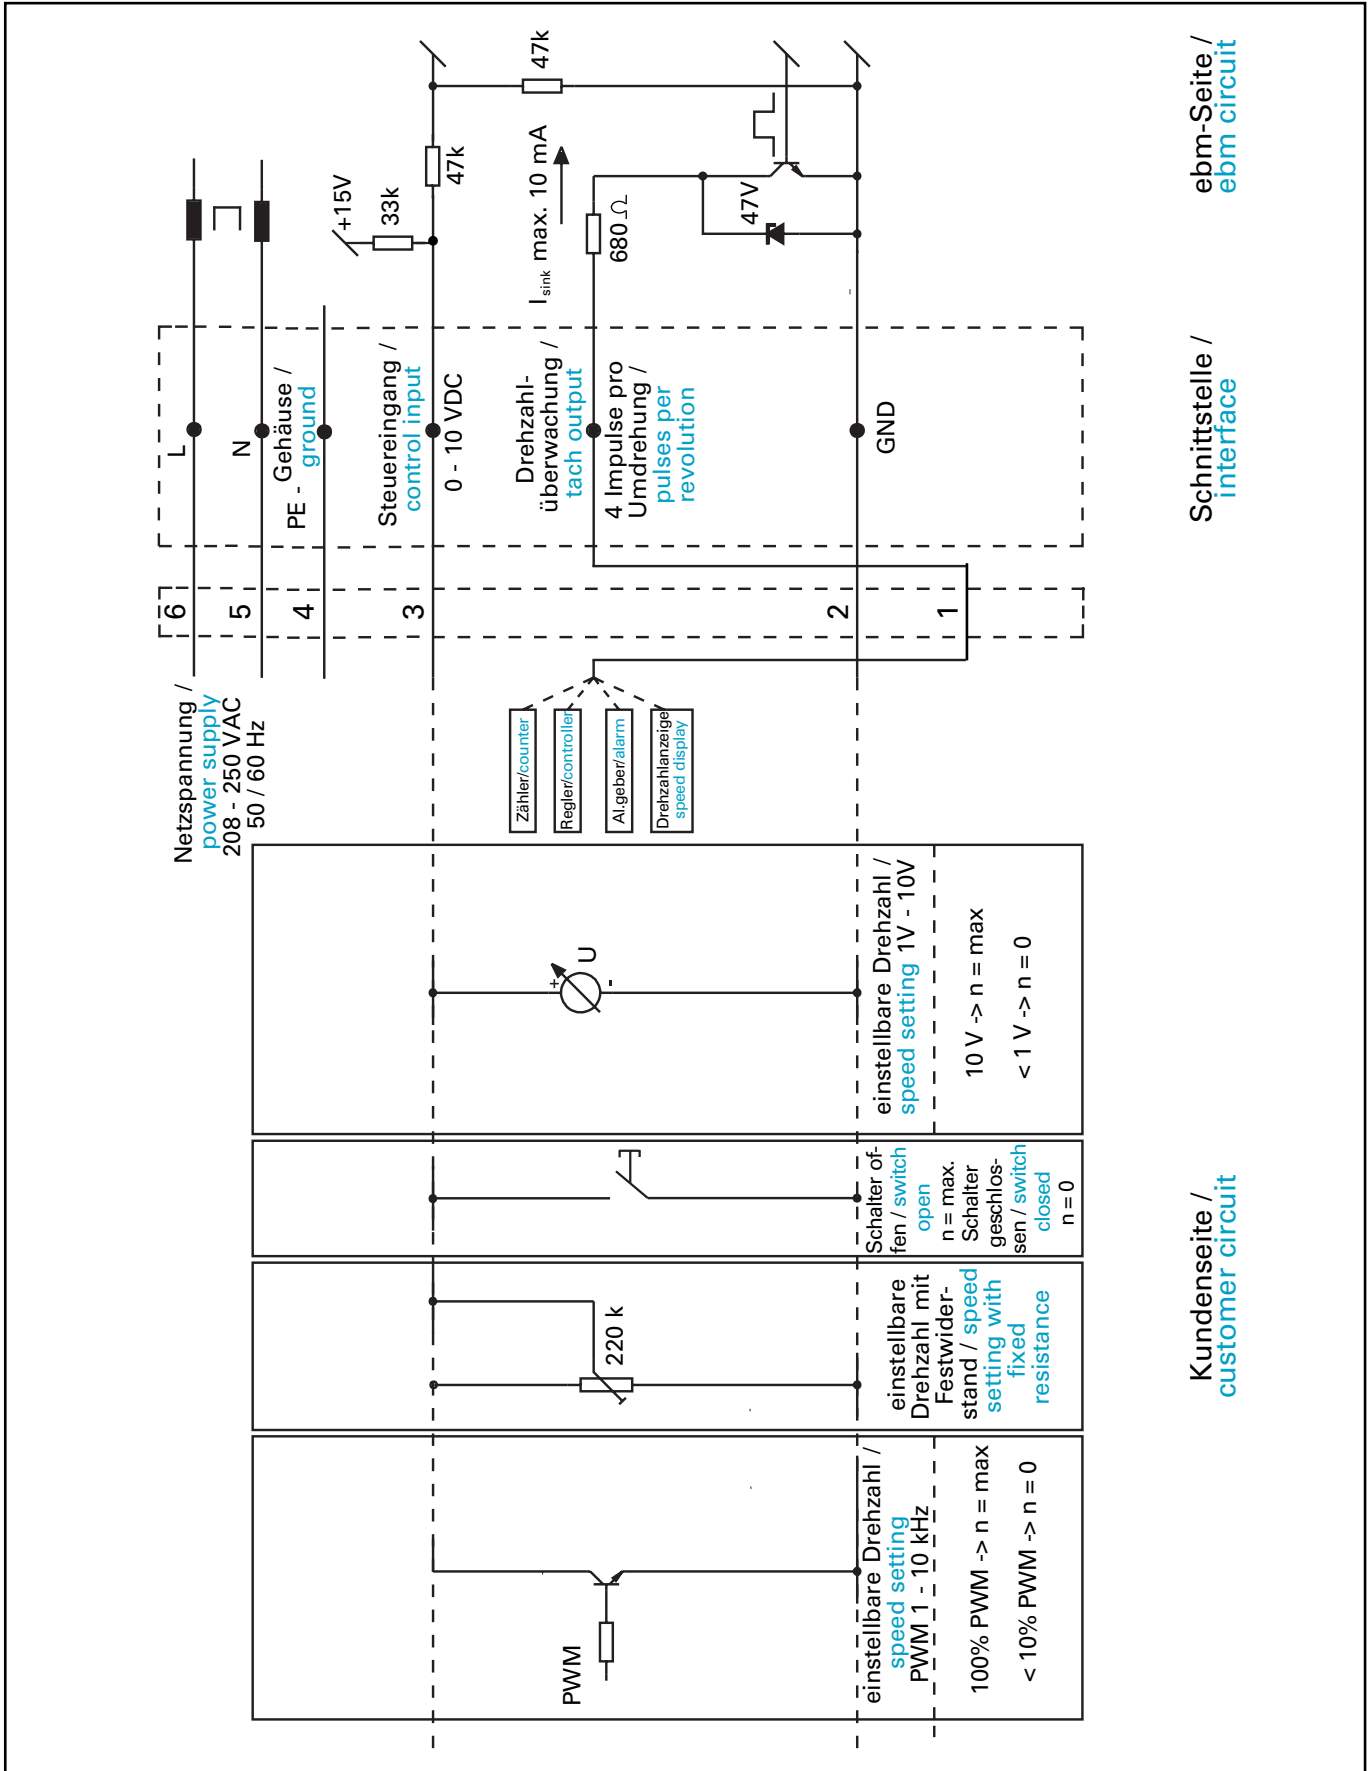 Netzspannung /
power supply
208 - 250 VAC
50 / 60 Hz
6
5
4
3
2
1
L
N
PE -
Gehäuse /
ground
Steuereingang /
control input
0 - 10 VDC
Drehzahl-
überwachung /
tach output
4 Impulse pro
Umdrehung /
pulses per
revolution
GND
+15V
33k
47k
47k
Isink max. 10 mA
680 Ω
47V
Zähler/counter
Regler/controller
Al.geber/alarm
Drehzahlanzeige
speed display
PWM
einstellbare Drehzahl /
speed setting
PWM 1 - 10 kHz
100% PWM -> n = max
< 10% PWM -> n = 0
220 k
einstellbare
Drehzahl mit
Festwider-
stand / speed
setting with
fixed
resistance
Schalter of-
fen / switch
open
n = max.
Schalter
geschlos-
sen / switch
closed
n = 0
+
U
-
einstellbare Drehzahl /
speed setting 1V - 10V
10 V -> n = max
< 1 V -> n = 0
Kundenseite /
customer circuit
Schnittstelle /
interface
ebm-Seite /
ebm circuit